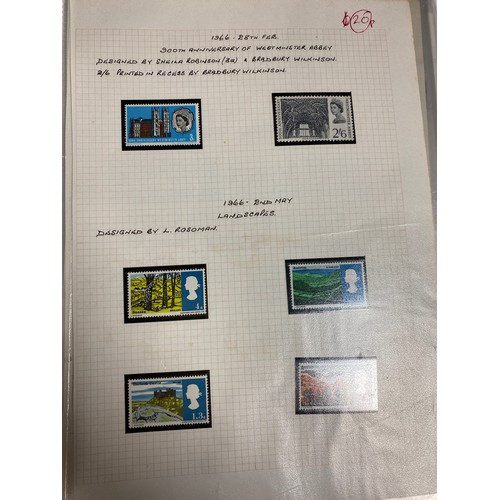 20
1966 - 28TH FEB.
900TH ANNIVERSARY OF WESTMINSTER ABBEY
DESIGNED BY SHEILA ROBINSON (3d) & BRADBURY WILKINSON.
2/6 PRINTED IN RECESS BY BRADBURY WILKINSON.
3
2/6
1966 - 2ND MAY
LANDSCAPES.
DESIGNED BY L. ROSOMAN.
4D
1.3